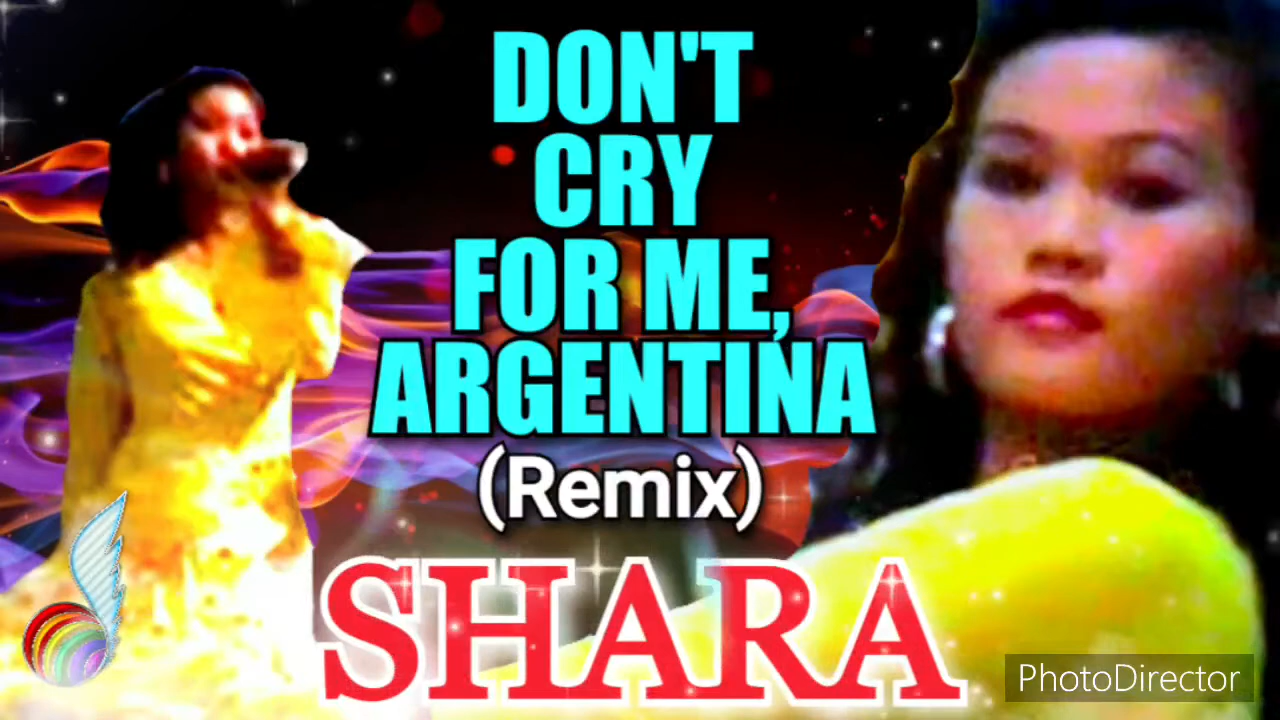 DON'T
CRY
FOR ME,
ARGENTINA
(Remix)
SHARA
PhotoDirector